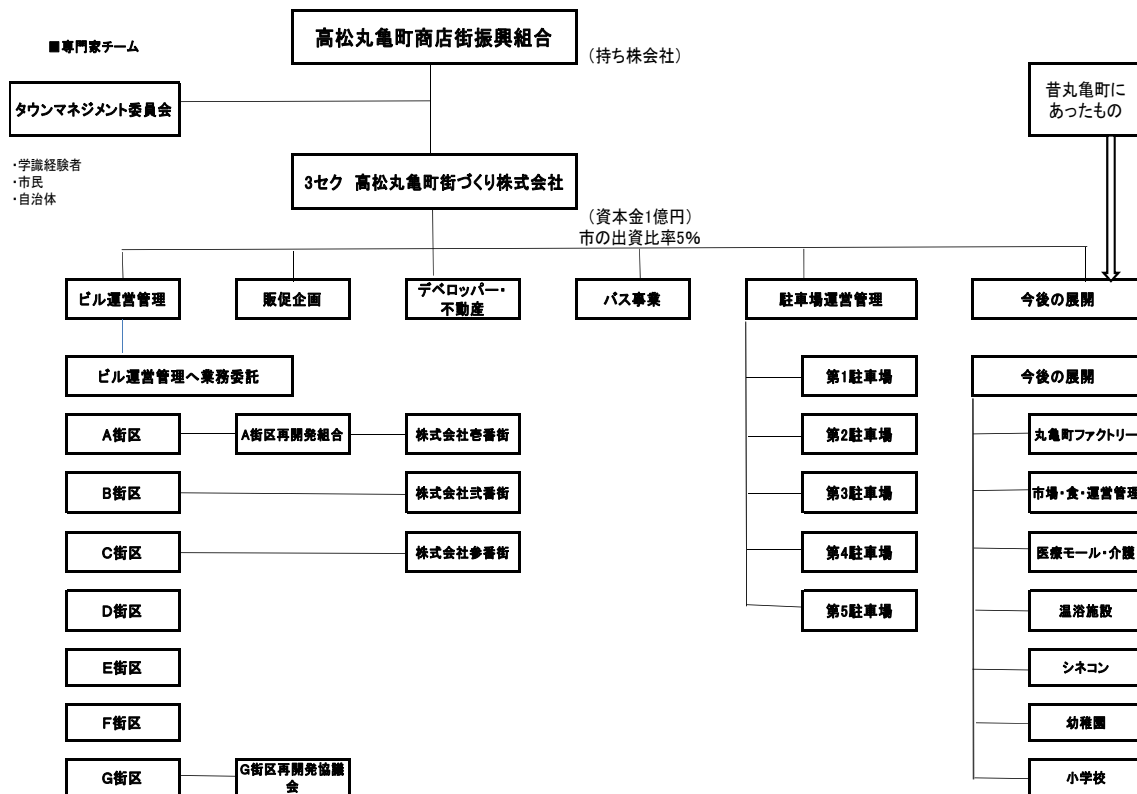 高松丸亀町商店街振興組合
■専門家チーム
(持ち株会社)
タウンマネジメント委員会
昔丸亀町に
あったもの
・学識経験者
・市民
・自治体
3セク 高松丸亀町街づくり株式会社
(資本金1億円)
市の出資比率5%
ビル運営管理
販促企画
デベロッパー・
不動産
バス事業
駐車場運営管理
今後の展開
ビル運営管理へ業務委託
第1駐車場
今後の展開
A街区
A街区再開発組合
株式会社壱番街
第2駐車場
丸亀町ファクトリー
B街区
株式会社弐番街
第3駐車場
市場・食・運営管理
C街区
株式会社参番街
第4駐車場
医療モール・介護
D街区
第5駐車場
温浴施設
E街区
シネコン
F街区
幼稚園
G街区
G街区再開発協議
会
小学校